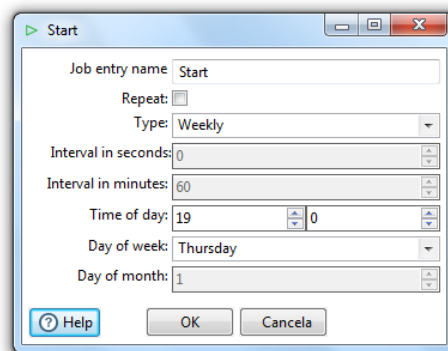 Start
Job entry name Start
Repeat:
Type: Weekly
Interval in seconds: 0
Interval in minutes: 60
Time of day: 19 0
Day of week: Thursday
Day of month: 1
Help OK Cancela